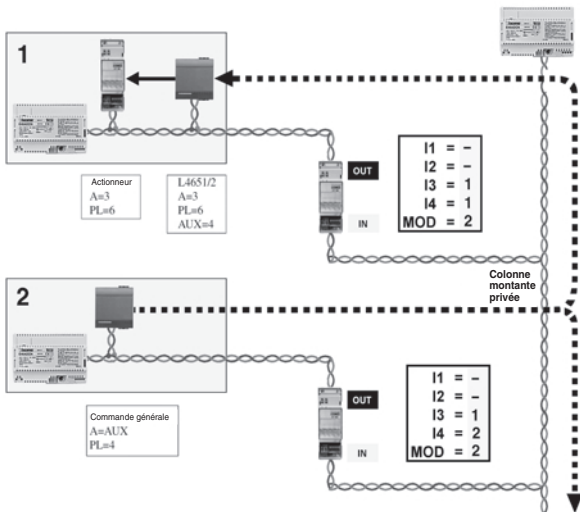 1
Actionneur
A=3
PL=6
L4651/2
A=3
PL=6
AUX=4
OUT
IN
I1 = –
I2 = –
I3 = 1
I4 = 1
MOD = 2
Colonne
montante
privée
2
Commande générale
A=AUX
PL=4
OUT
IN
I1 = –
I2 = –
I3 = 1
I4 = 2
MOD = 2